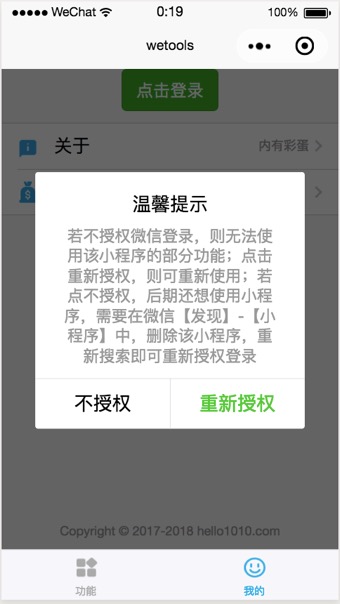 WeChat
0:19
100%
wetools
点击登录
关于
内有彩蛋
温馨提示
若不授权微信登录，则无法使
用该小程序的部分功能；点击
重新授权，则可重新使用；若
点不授权，后期还想使用小程
序，需要在微信【发现】-【小
程序】中，删除该小程序，重
新搜索即可重新授权登录
不授权
重新授权
Copyright © 2017-2018 hello1010.com
功能
我的